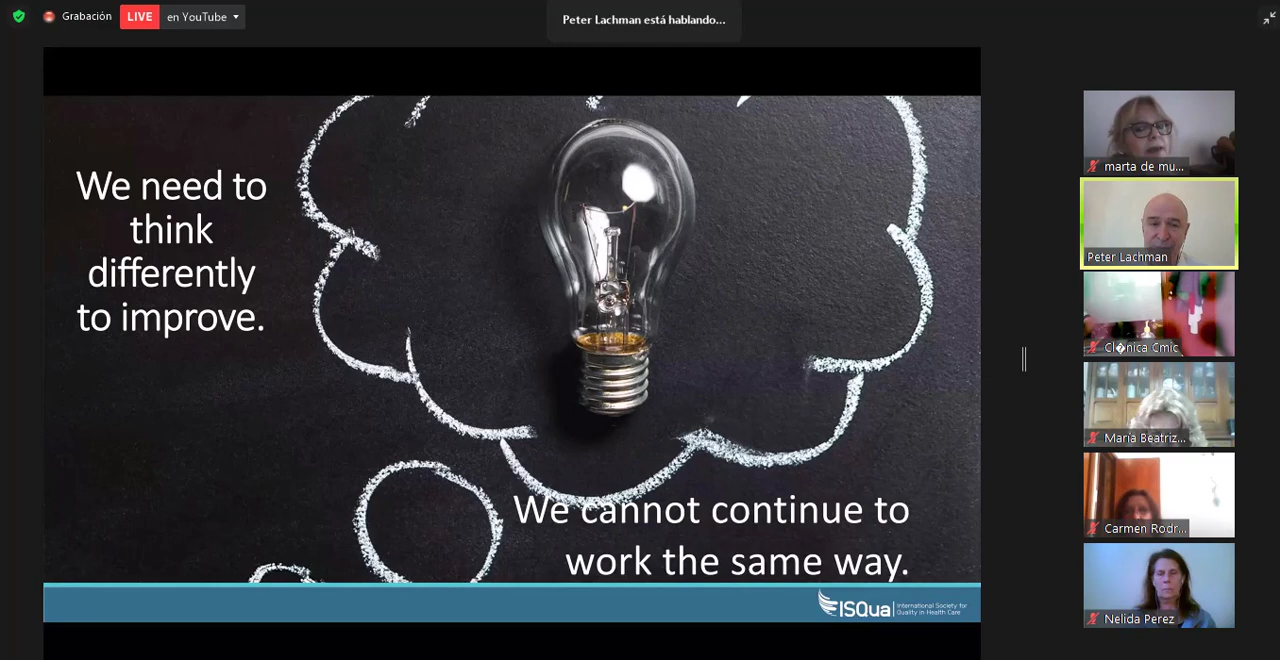 Grabación
LIVE
en YouTube
Peter Lachman está hablando...
We need to
think
differently
to improve.
We cannot continue to
work the same way.
ISQua
International Society for
Quality in Health Care
marta de mu...
Peter Lachman
Cl�nica Cmic
María Beatriz...
Carmen Rodr...
Nelida Perez